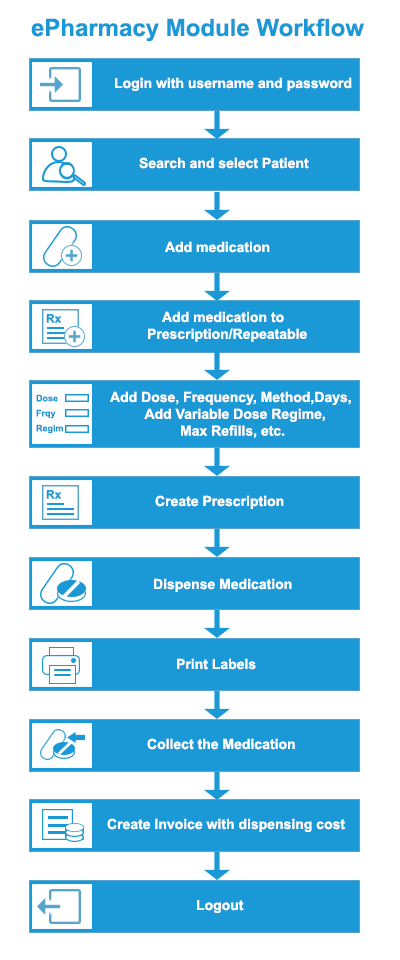 ePharmacy Module Workflow
Login with username and password
Search and select Patient
Add medication
Rx
Add medication to
Prescription/Repeatable
Dose
Frqy
Regim
Add Dose, Frequency, Method,Days,
Add Variable Dose Regime,
Max Refills, etc.
Rx
Create Prescription
Dispense Medication
Print Labels
Collect the Medication
Create Invoice with dispensing cost
Logout